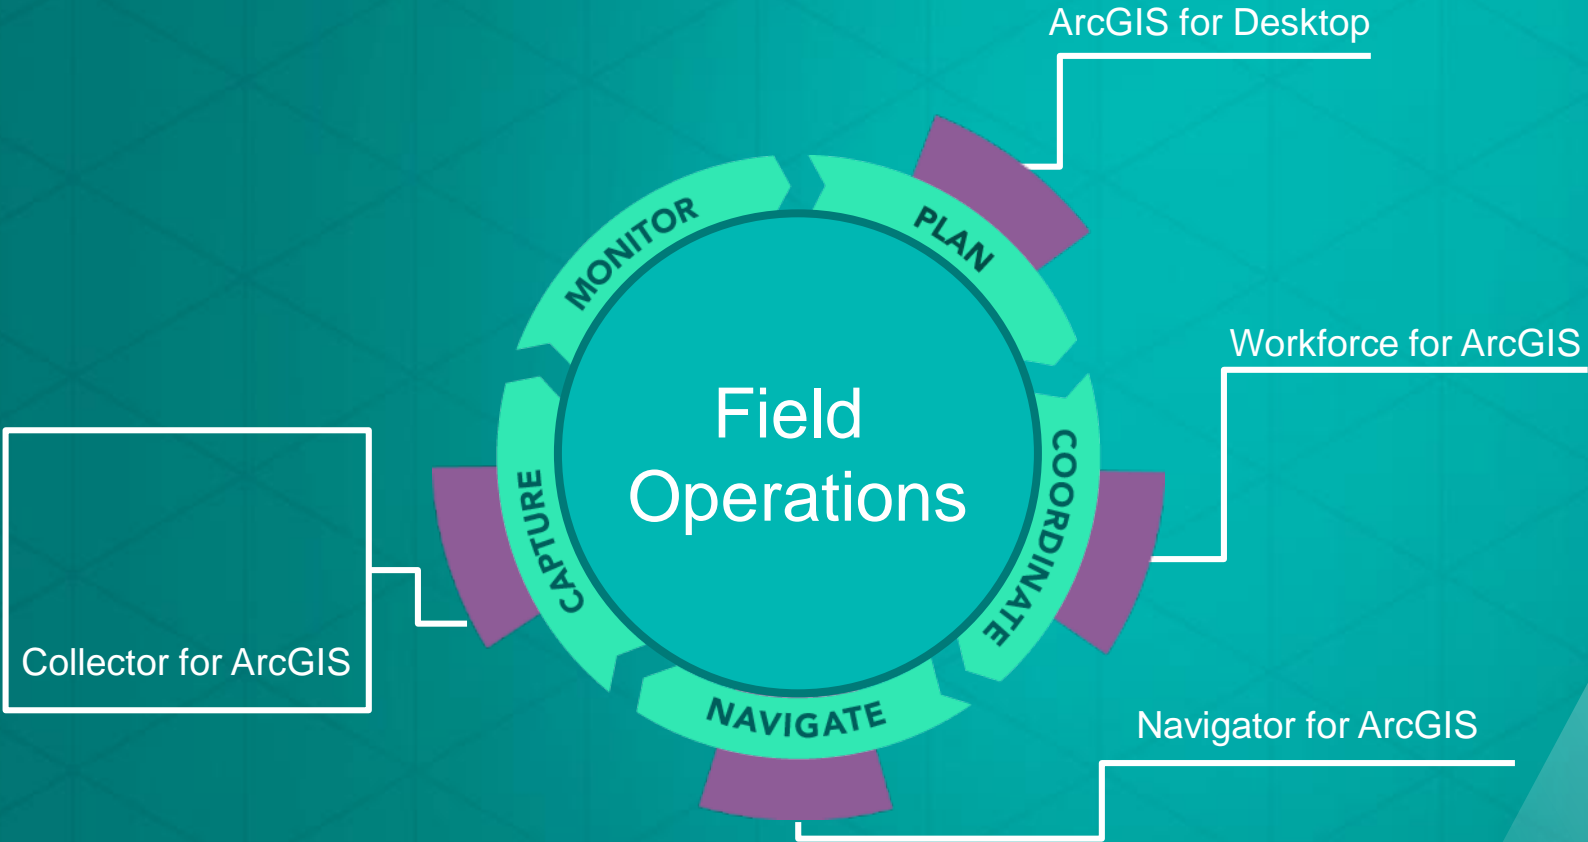 ArcGIS for Desktop
MONITOR
PLAN
Workforce for ArcGIS
Field
Operations
COORDINATE
CAPTURE
Collector for ArcGIS
NAVIGATE
Navigator for ArcGIS